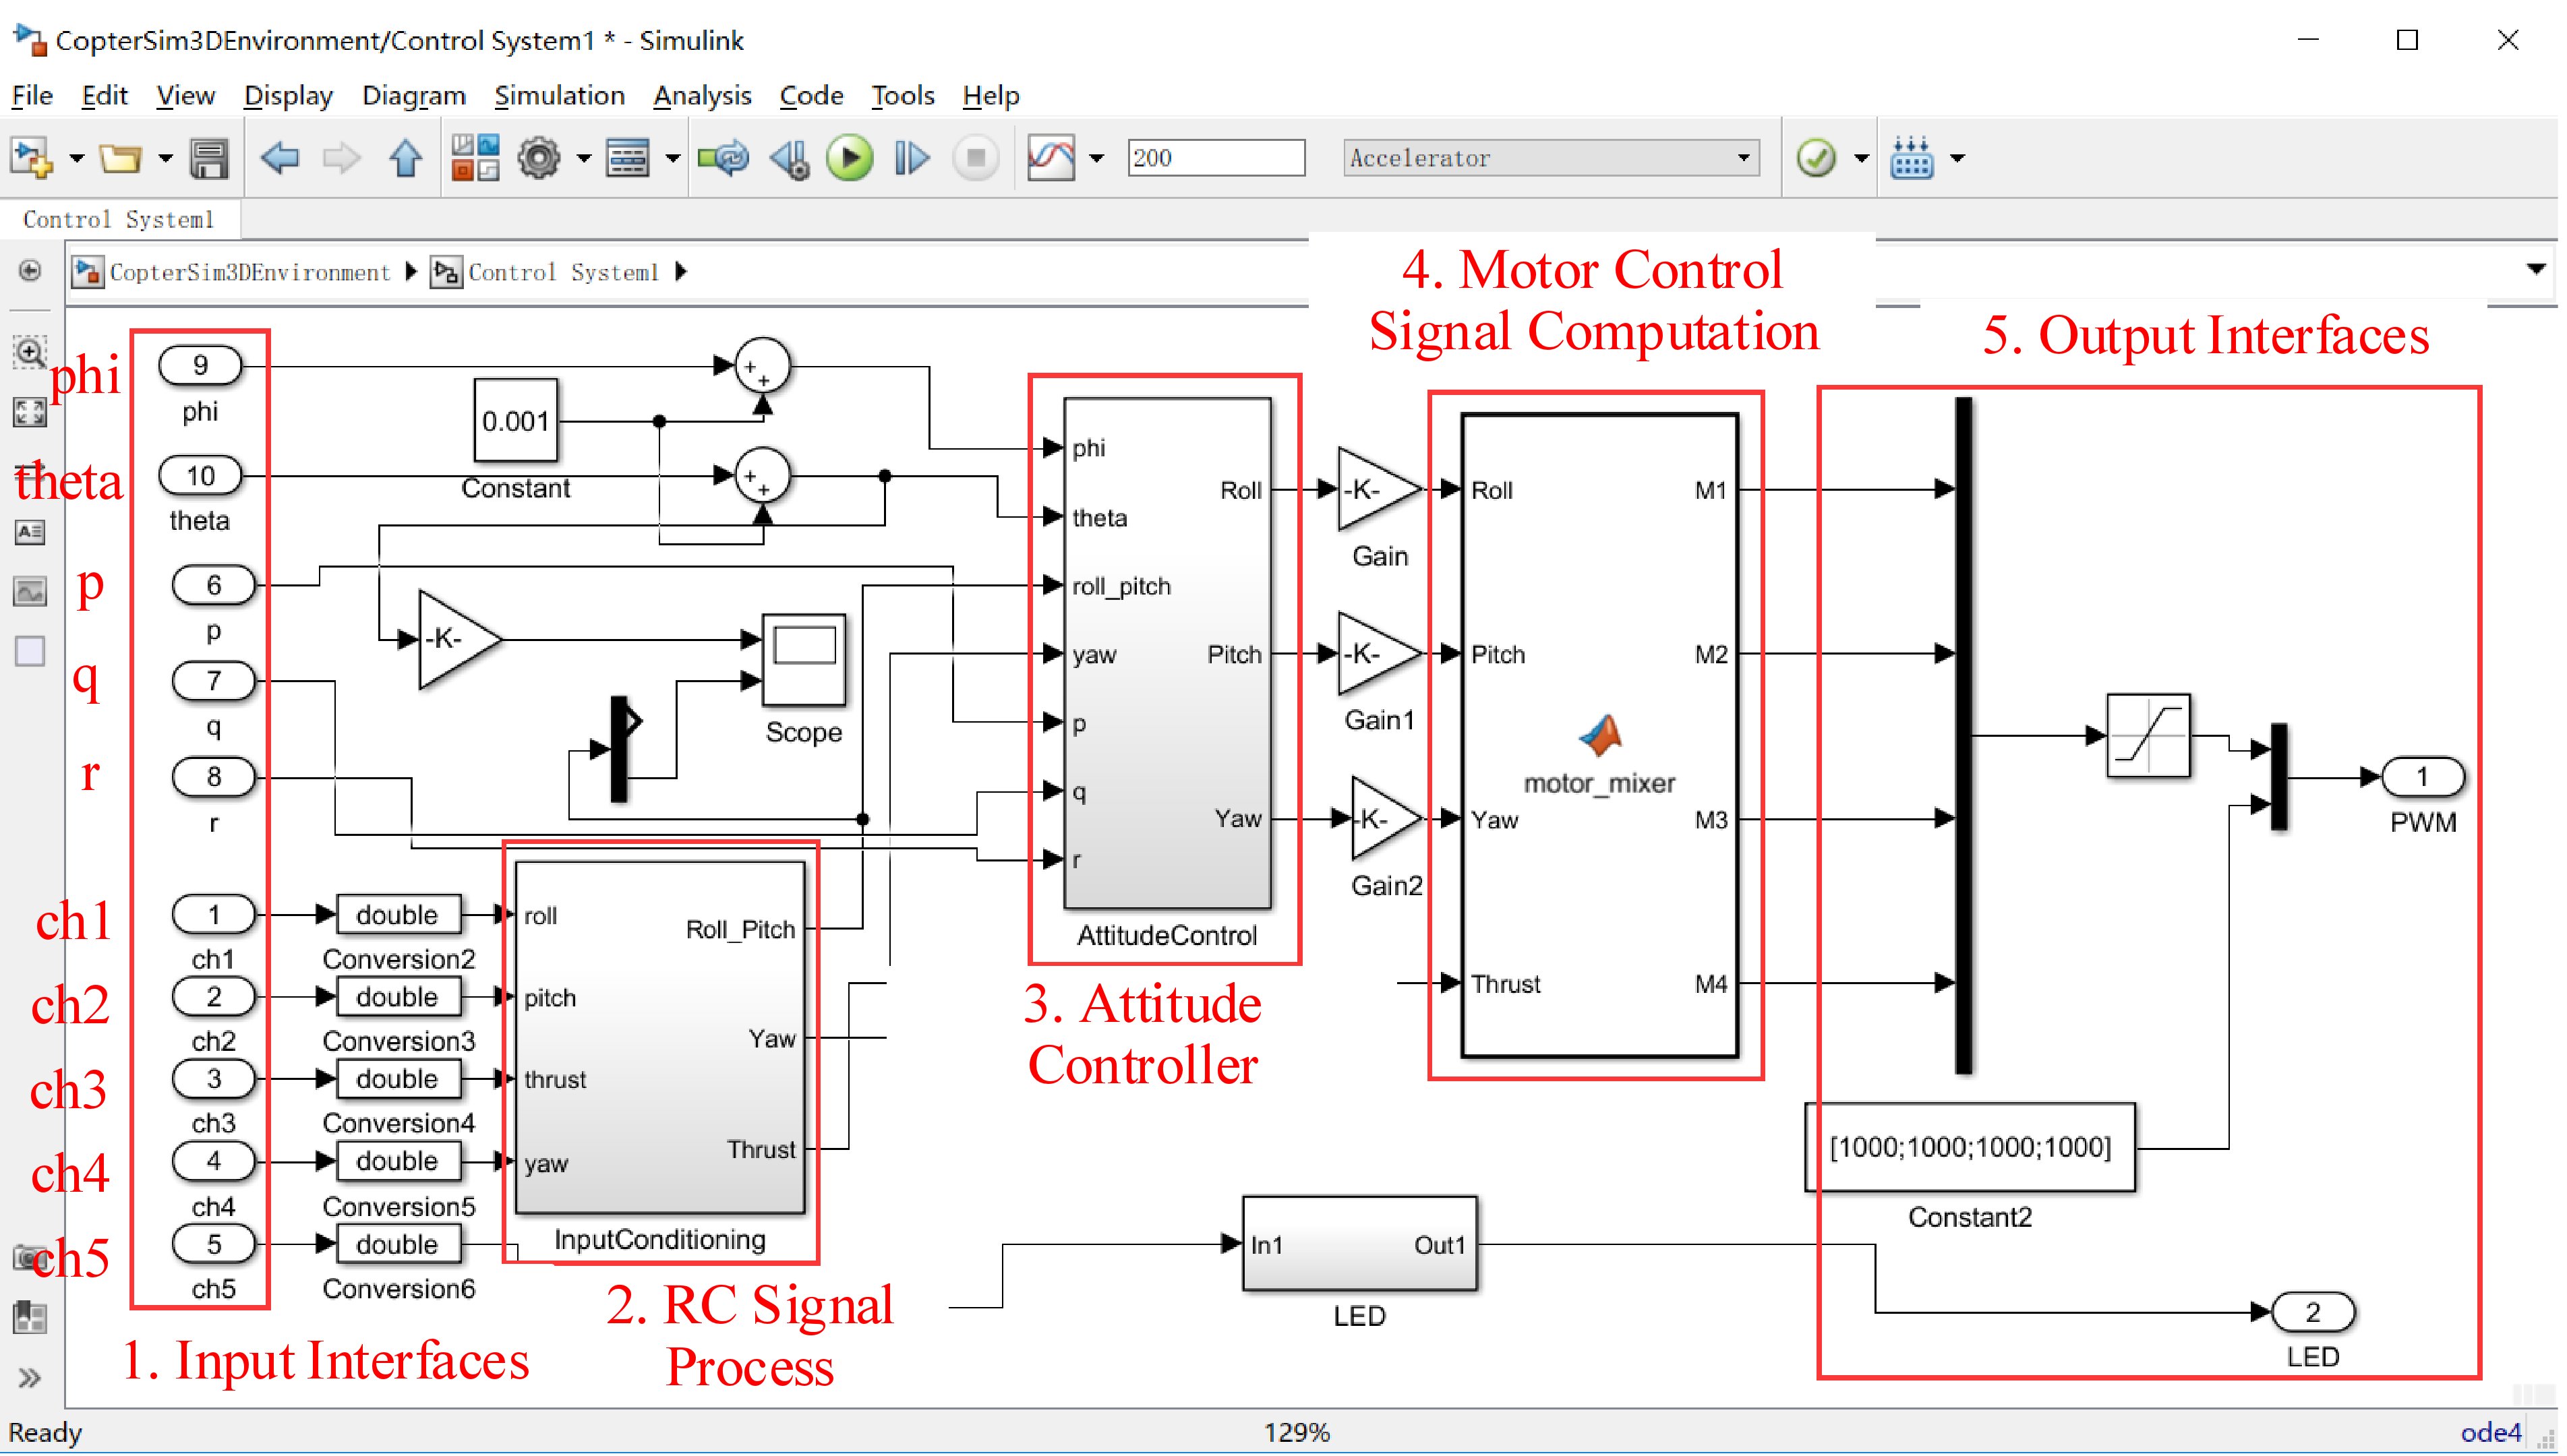 CopterSim3DEnvironment/Control System1 * - Simulink
File Edit View Display Diagram Simulation Analysis Code Tools Help
200 Accelerator
Control System1
CopterSim3DEnvironment Control System1
4. Motor Control
Signal Computation
5. Output Interfaces
phi
theta
p
q
r
ch1
ch2
ch3
ch4
ch5
9
phi
10
theta
6
p
7
q
8
r
1
ch1
2
ch2
3
ch3
4
ch4
5
ch5
1. Input Interfaces
0.001
Constant
+
+
+
+
-K-
Scope
double
Conversion2
double
Conversion3
double
Conversion4
double
Conversion5
double
Conversion6
roll
pitch
thrust
yaw
Roll_Pitch
Yaw
Thrust
InputConditioning
2. RC Signal
Process
phi
theta
roll_pitch
yaw
p
q
r
Roll
Pitch
Yaw
AttitudeControl
3. Attitude
Controller
-K-
Gain
-K-
Gain1
-K-
Gain2
Roll
Pitch
Yaw
Thrust
motor_mixer
M1
M2
M3
M4
[1000;1000;1000;1000]
Constant2
1
PWM
In1 Out1
LED
2
LED
Ready 129% ode4